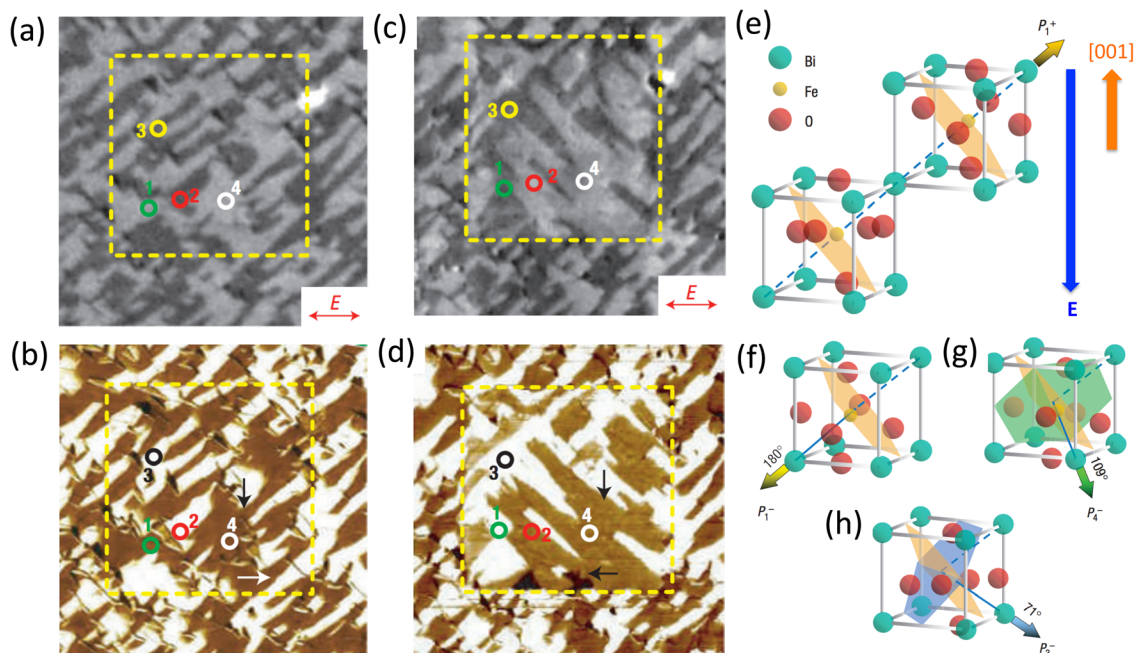 (a)
3
1
2
4
E
(b)
3
1
2
4
(c)
3
1
2
4
E
(d)
3
1
2
4
(e)
Bi
Fe
O
P₁⁺
[001]
E
(f)
180°
P₁⁻
(g)
109°
P₄⁻
(h)
71°